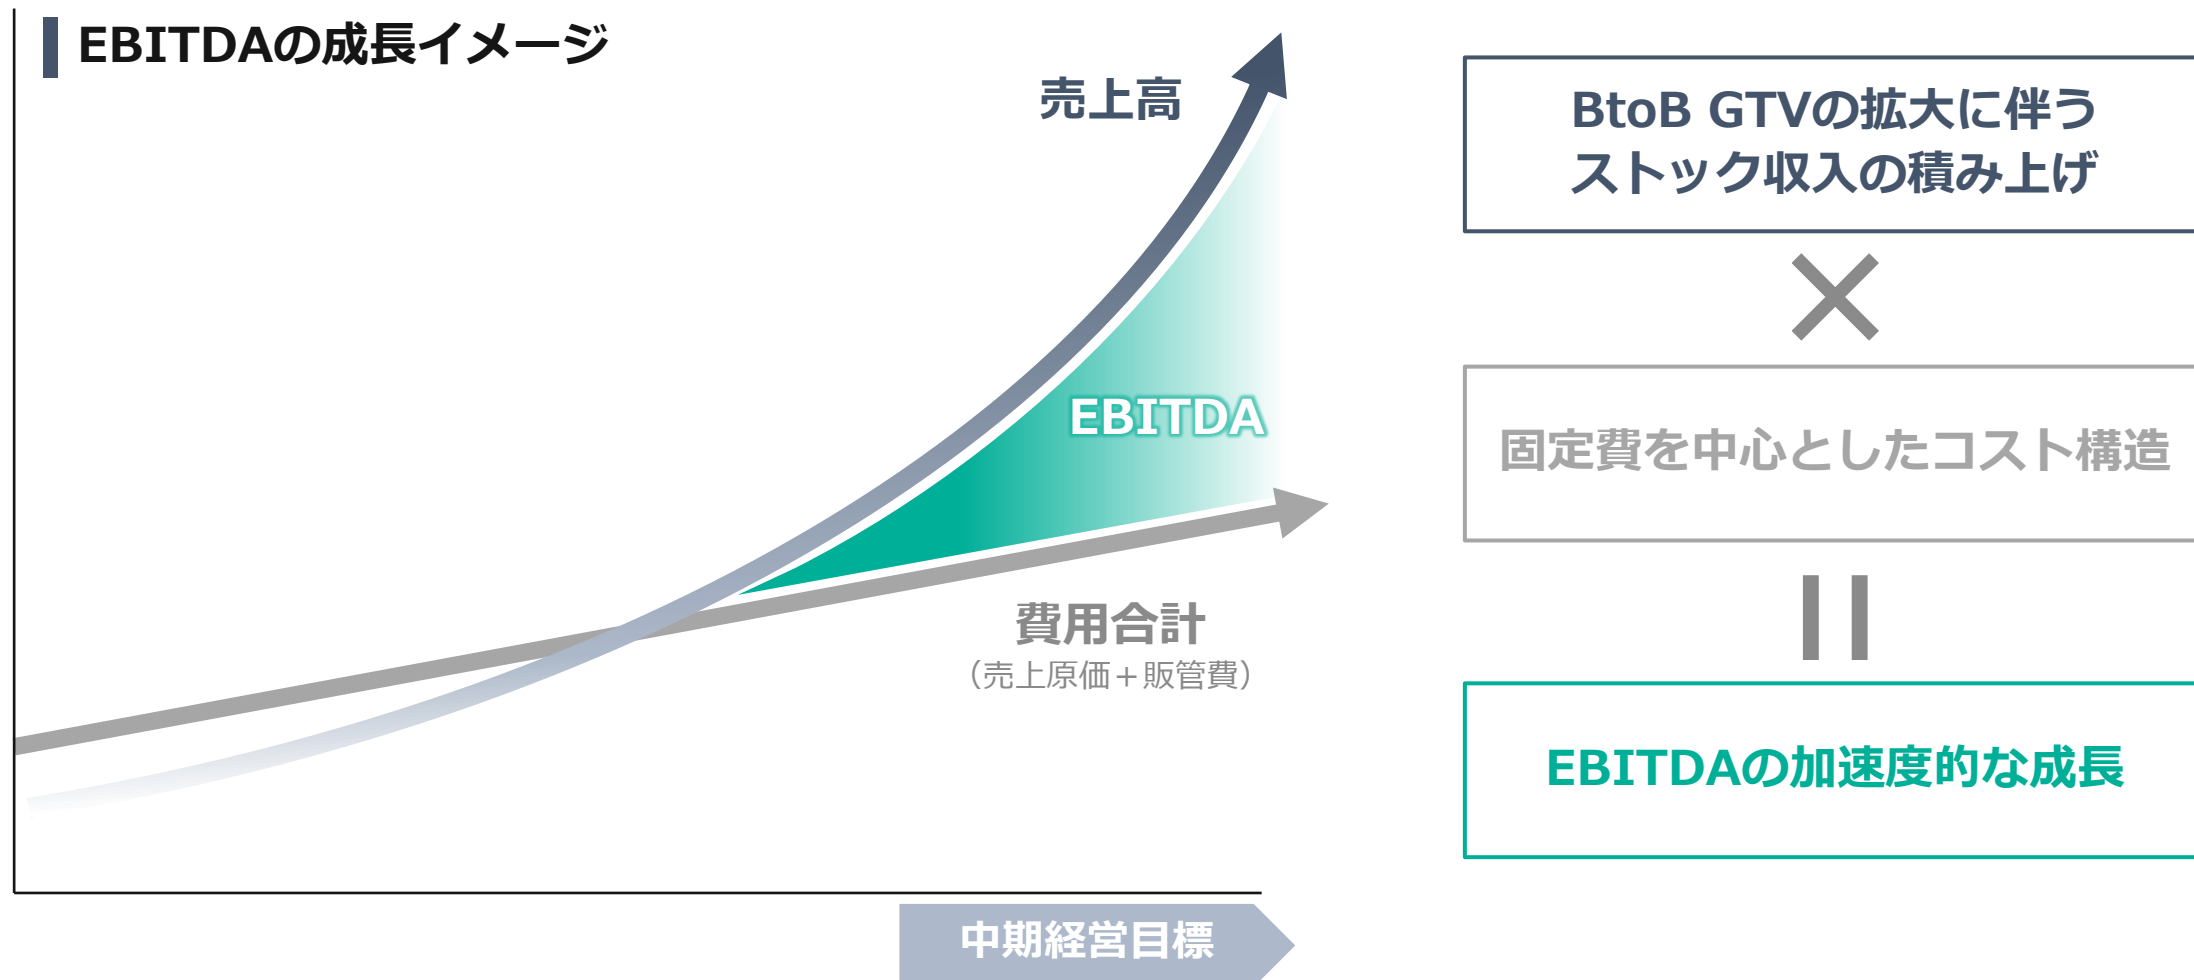 EBITDAの成長イメージ
売上高
EBITDA
費用合計
（売上原価＋販管費）
中期経営目標
BtoB GTVの拡大に伴う
ストック収入の積み上げ
×
固定費を中心としたコスト構造
EBITDAの加速度的な成長